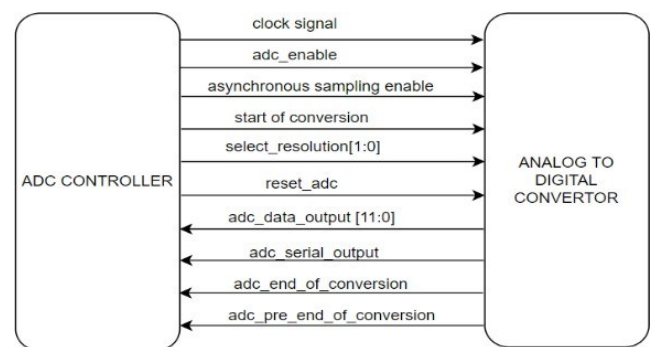 clock signal
adc_enable
asynchronous sampling enable
start of conversion
select_resolution[1:0]
reset_adc
adc_data_output [11:0]
adc_serial_output
adc_end_of_conversion
adc_pre_end_of_conversion
ADC CONTROLLER
ANALOG TO
DIGITAL
CONVERTOR